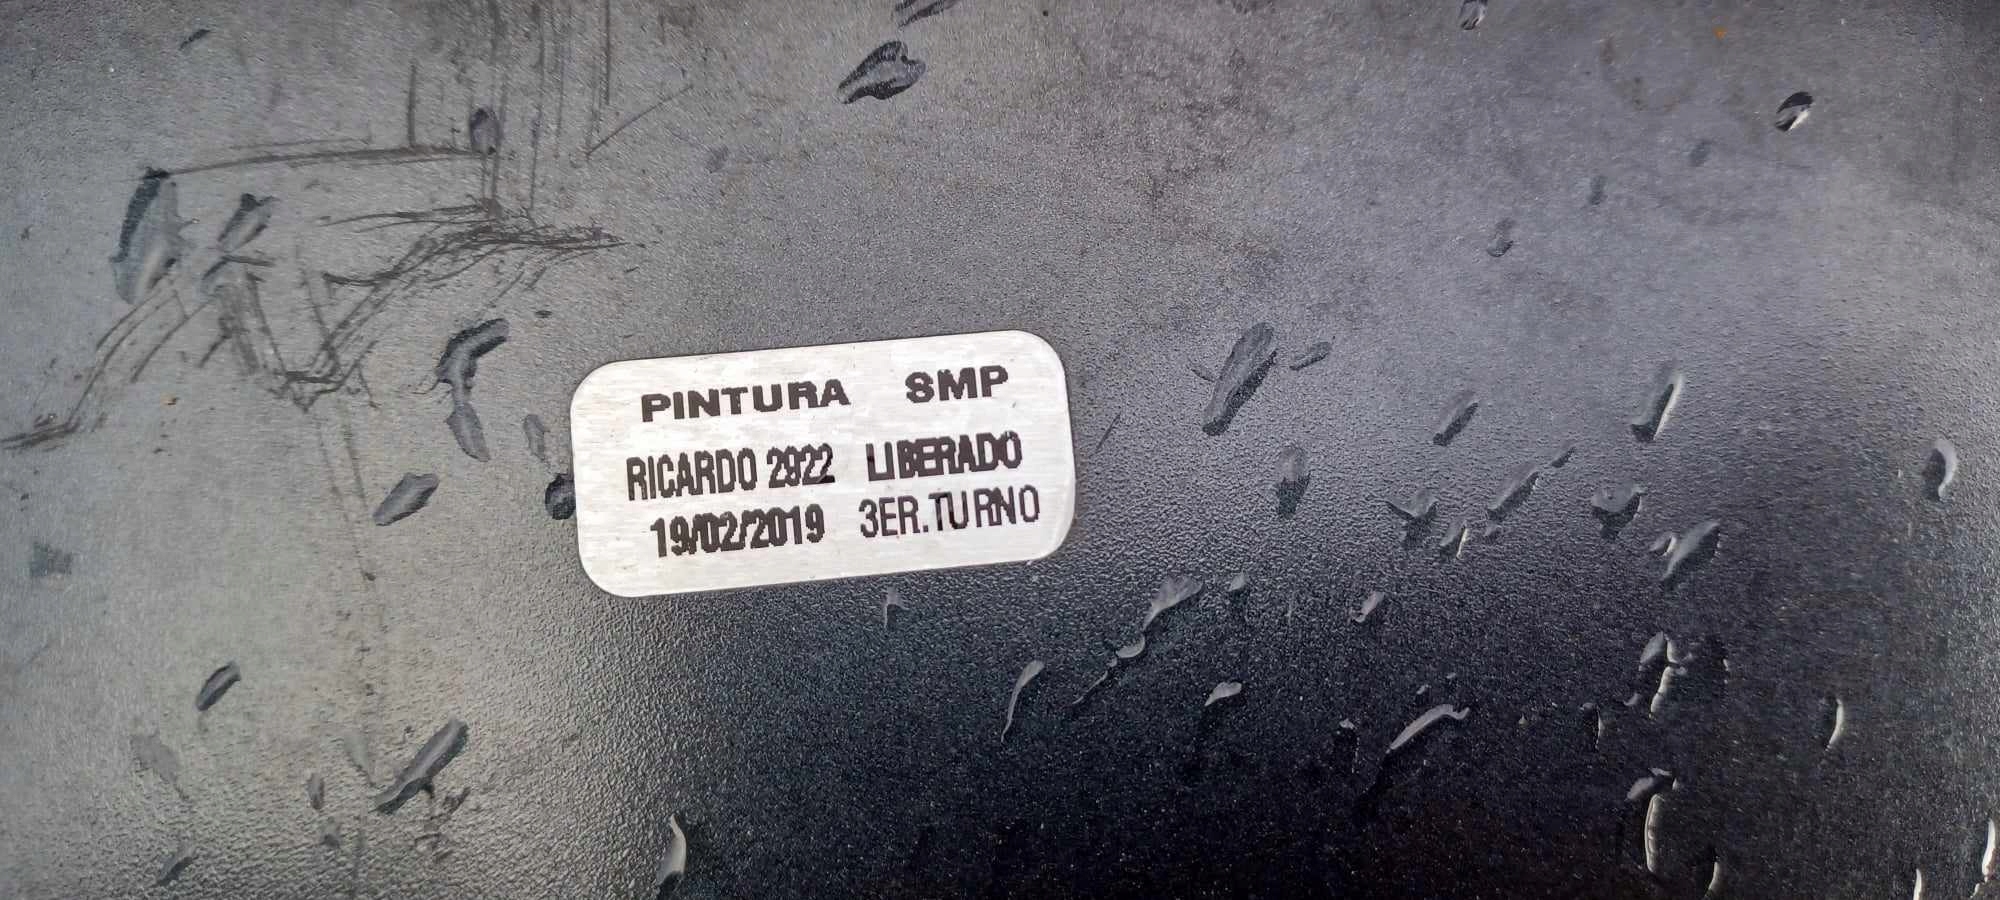 PINTURA SMP
RICARDO 2922 LIBERADO
19/02/2019 3ER.TURNO